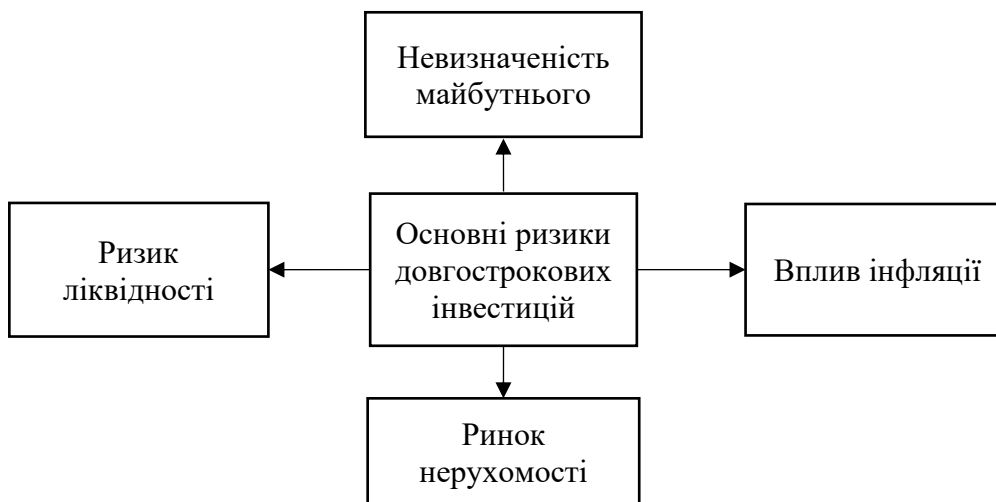 Невизначеність
майбутнього
Ризик
ліквідності
Основні ризики
довгострокових
інвестицій
Вплив інфляції
Ринок
нерухомості